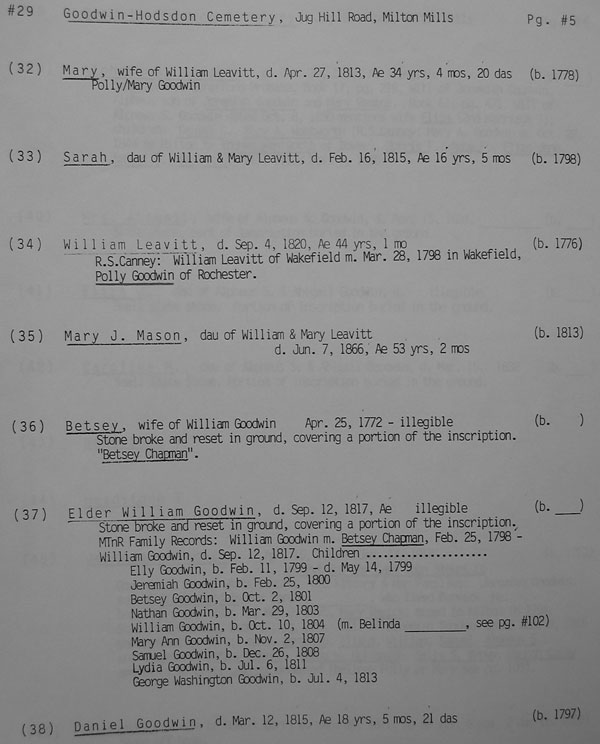 #29 Goodwin-Hodsdon Cemetery, Jug Hill Road, Milton Mills Pg. #5
(32) Mary, wife of William Leavitt, d. Apr. 27, 1813, Ae 34 yrs, 4 mos, 20 das (b. 1778)
Polly/Mary Goodwin
(33) Sarah, dau of William & Mary Leavitt, d. Feb. 16, 1815, Ae 16 yrs, 5 mos (b. 1798)
(34) William Leavitt, d. Sep. 4, 1820, Ae 44 yrs, 1 mo (b. 1776)
R.S.Canney: William Leavitt of Wakefield m. Mar. 28, 1798 in Wakefield,
Polly Goodwin of Rochester.
(35) Mary J. Mason, dau of William & Mary Leavitt (b. 1813)
d. Jun. 7, 1866, Ae 53 yrs, 2 mos
(36) Betsey, wife of William Goodwin Apr. 25, 1772 - illegible (b. )
Stone broke and reset in ground, covering a portion of the inscription.
"Betsey Chapman".
(37) Elder William Goodwin, d. Sep. 12, 1817, Ae illegible (b. ___)
Stone broke and reset in ground, covering a portion of the inscription.
MTnR Family Records: William Goodwin m. Betsey Chapman, Feb. 25, 1798 -
William Goodwin, d. Sep. 12, 1817. Children .....................
Elly Goodwin, b. Feb. 11, 1799 - d. May 14, 1799
Jeremiah Goodwin, b. Feb. 25, 1800
Betsey Goodwin, b. Oct. 2, 1801
Nathan Goodwin, b. Mar. 29, 1803
William Goodwin, b. Oct. 10, 1804 (m. Belinda ________, see pg. #102)
Mary Ann Goodwin, b. Nov. 2, 1807
Samuel Goodwin, b. Dec. 26, 1808
Lydia Goodwin, b. Jul. 6, 1811
George Washington Goodwin, b. Jul. 4, 1813
(38) Daniel Goodwin, d. Mar. 12, 1815, Ae 18 yrs, 5 mos, 21 das (b. 1797)